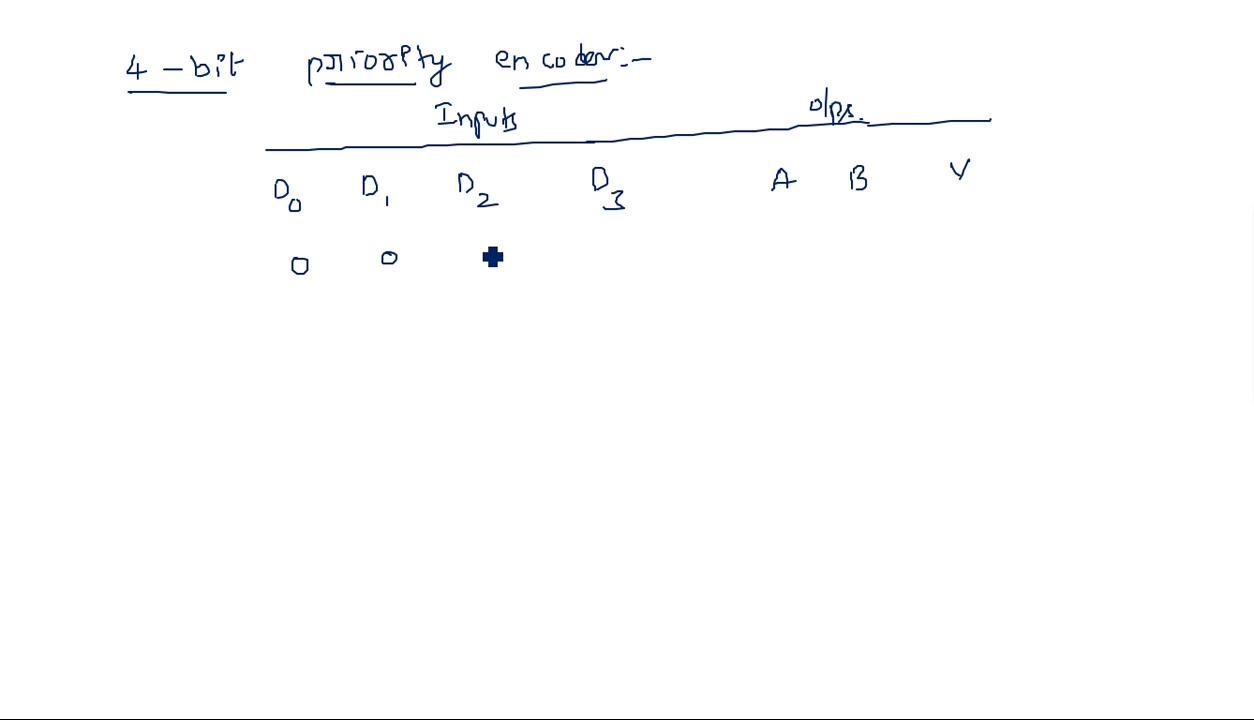 4-bit priority encoder:-
Inputs o/ps.
D0 D1 D2 D3 A B V
0 0